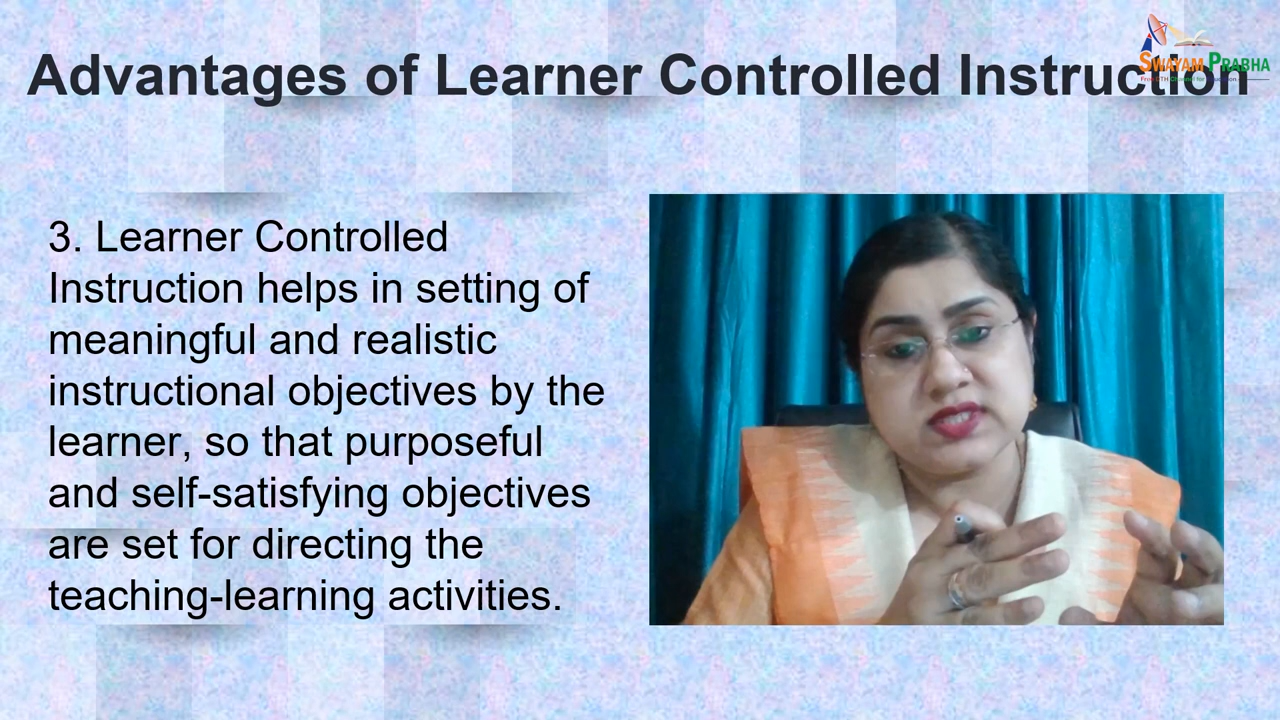 Advantages of Learner Controlled Instruction
SWAYAM PRABHA
3. Learner Controlled
Instruction helps in setting of
meaningful and realistic
instructional objectives by the
learner, so that purposeful
and self-satisfying objectives
are set for directing the
teaching-learning activities.